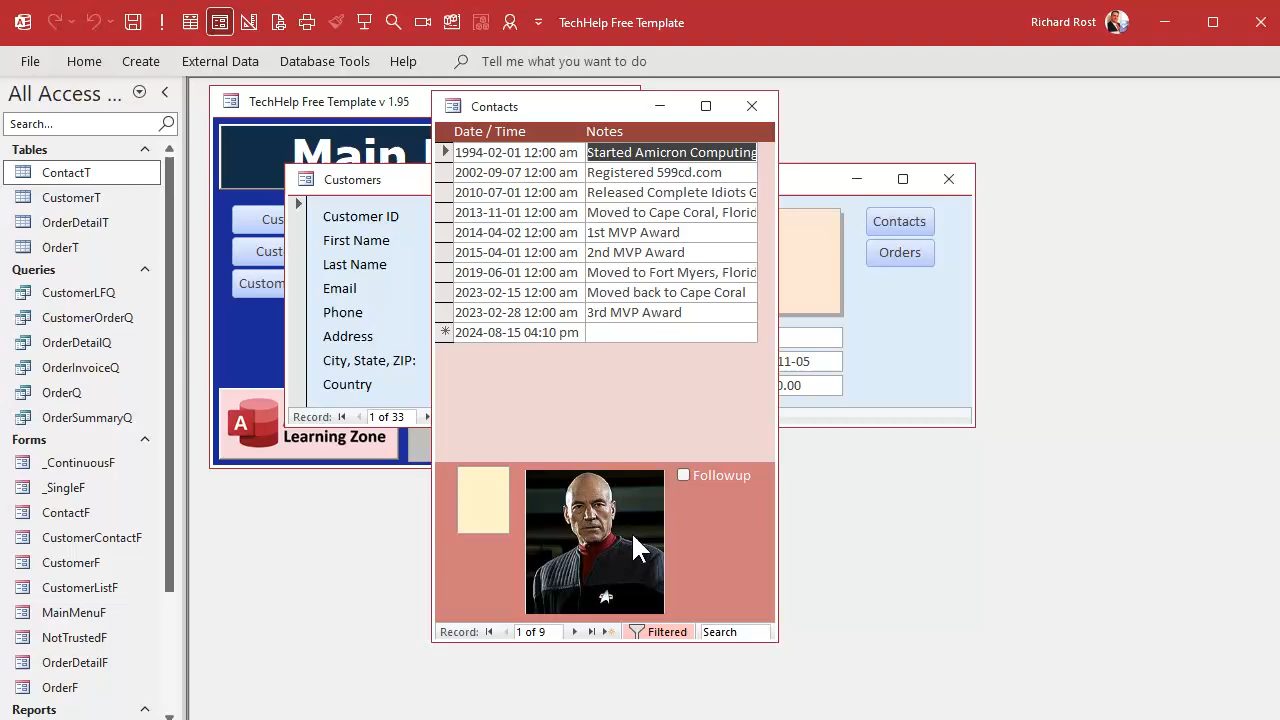 TechHelp Free Template
Richard Rost
File Home Create External Data Database Tools Help Tell me what you want to do
All Access ...
Search...
Tables
ContactT
CustomerT
OrderDetailT
OrderT
Queries
CustomerLFQ
CustomerOrderQ
OrderDetailQ
OrderInvoiceQ
OrderQ
OrderSummaryQ
Forms
_ContinuousF
_SingleF
ContactF
CustomerContactF
CustomerF
CustomerListF
MainMenuF
NotTrustedF
OrderDetailF
OrderF
Reports
TechHelp Free Template v 1.95
Main
Cus
Cust
Custom
A
Learning Zone
Customers
Customer ID
First Name
Last Name
Email
Phone
Address
City, State, ZIP:
Country
Record: 1 of 33
Contacts
Date / Time Notes
1994-02-01 12:00 am Started Amicron Computing
2002-09-07 12:00 am Registered 599cd.com
2010-07-01 12:00 am Released Complete Idiots G
2013-11-01 12:00 am Moved to Cape Coral, Florid
2014-04-02 12:00 am 1st MVP Award
2015-04-01 12:00 am 2nd MVP Award
2019-06-01 12:00 am Moved to Fort Myers, Florid
2023-02-15 12:00 am Moved back to Cape Coral
2023-02-28 12:00 am 3rd MVP Award
2024-08-15 04:10 pm
Followup
Record: 1 of 9 Filtered Search
Contacts
Orders
11-05
0.00